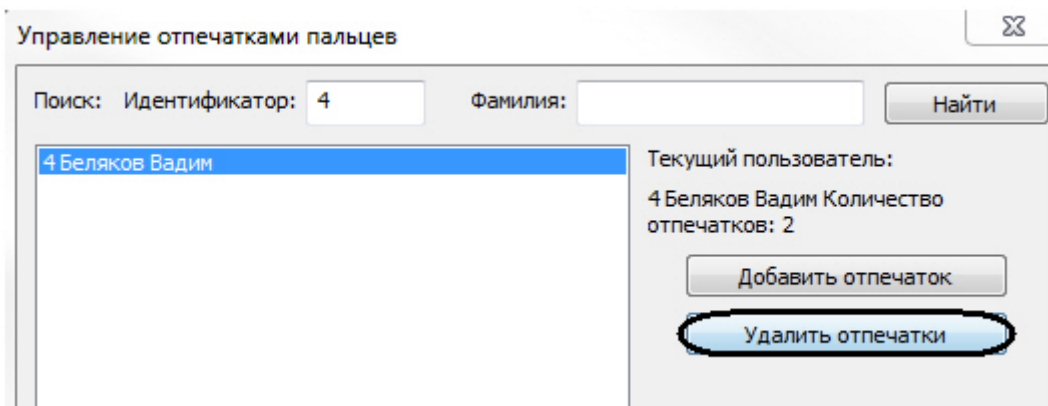 Управление отпечатками пальцев
Поиск: Идентификатор: 4 Фамилия: Найти
4 Беляков Вадим
Текущий пользователь:
4 Беляков Вадим Количество
отпечатков: 2
Добавить отпечаток
Удалить отпечатки